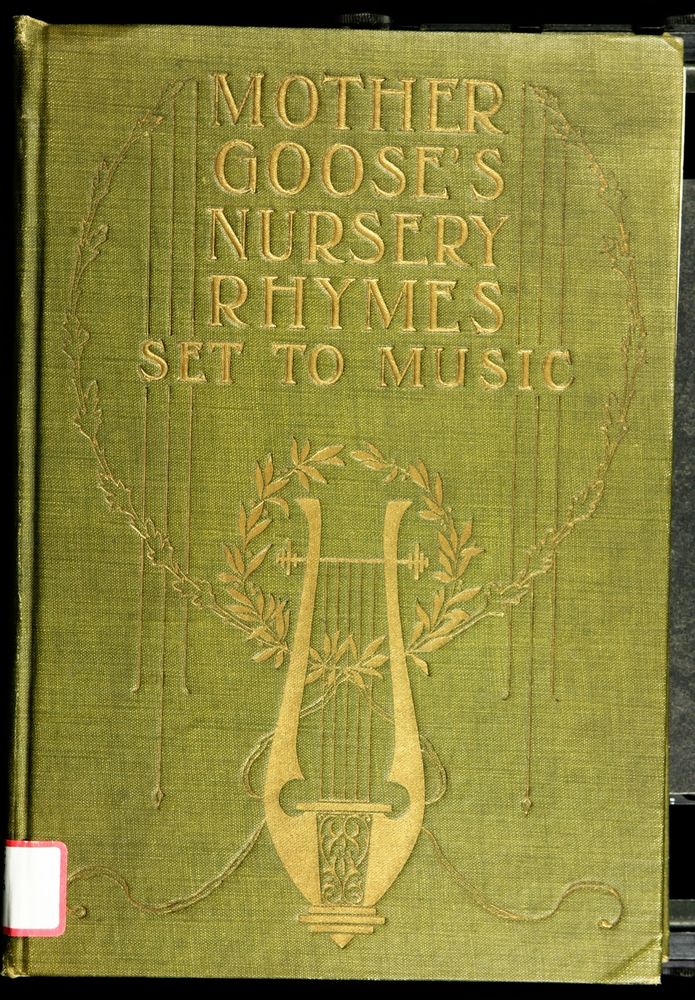 MOTHER
GOOSE'S
NURSERY
RHYMES
SET TO MUSIC